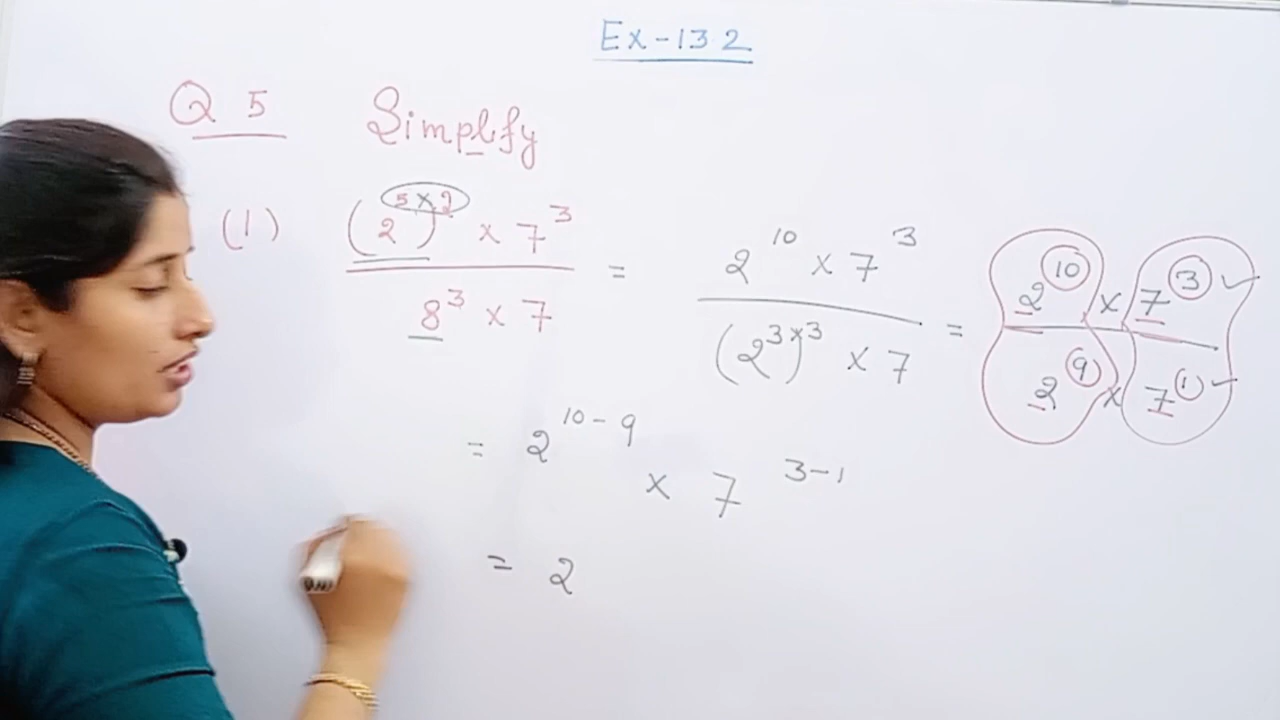 Ex-13.2
Q 5 Simplify
(1) (2)^5×2 × 7^3 / 8^3 × 7 = 2^10 × 7^3 / (2^3)^×3 × 7 = 2^10 × 7^3 / 2^9 × 7^1
= 2^10-9 × 7^3-1
= 2